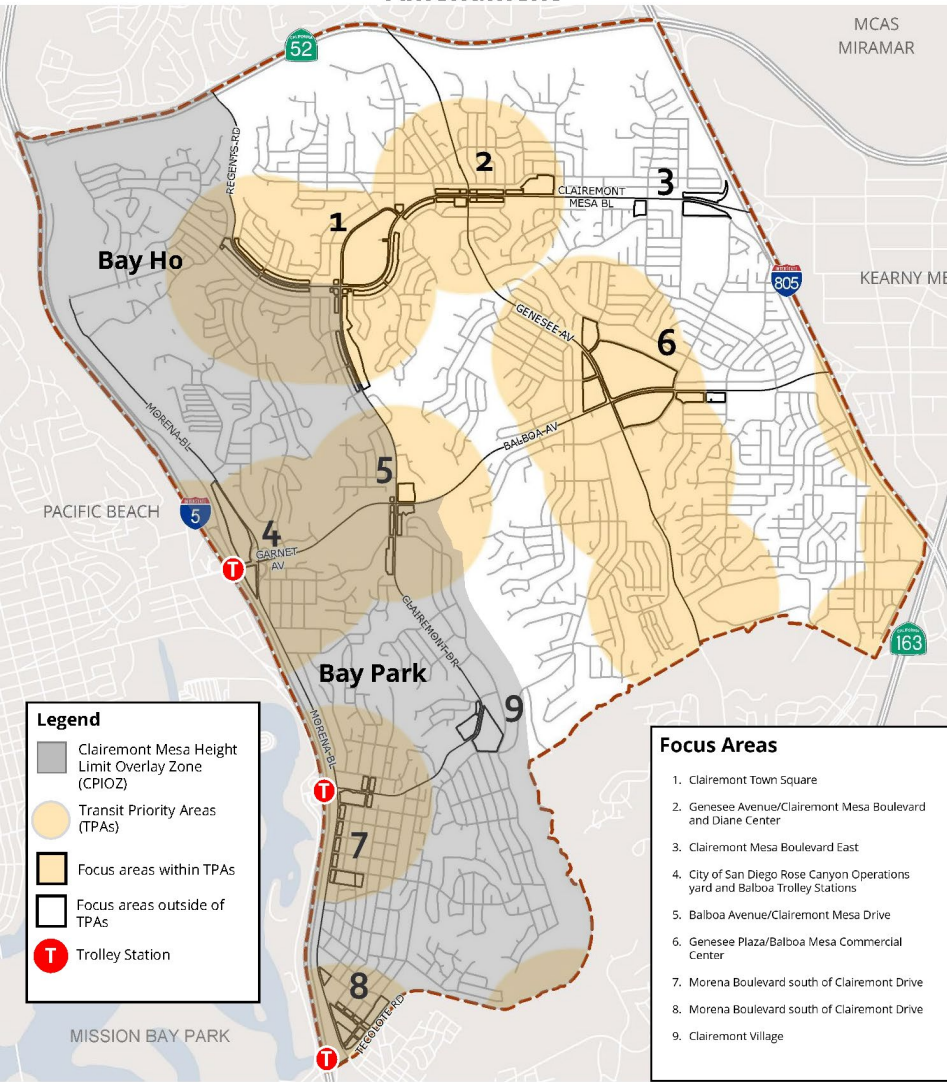 MCAS
MIRAMAR
CALIFORNIA
52
REGENTS RD
2
CLAIREMONT
MESA BL
3
1
Bay Ho
INTERSTATE
805
KEARNY ME
GENESEE AV
6
MORENA BL
BALBOA AV
5
PACIFIC BEACH
INTERSTATE
5
4
GARNET
AV
T
CLAIREMONT DR
CALIFORNIA
163
Bay Park
9
MORENA BL
T
7
8
TECOLOTE RD
T
MISSION BAY PARK
Legend
Clairemont Mesa Height
Limit Overlay Zone
(CPIOZ)
Transit Priority Areas
(TPAs)
Focus areas within TPAs
Focus areas outside of
TPAs
T
Trolley Station
Focus Areas
1. Clairemont Town Square
2. Genesee Avenue/Clairemont Mesa Boulevard
and Diane Center
3. Clairemont Mesa Boulevard East
4. City of San Diego Rose Canyon Operations
yard and Balboa Trolley Stations
5. Balboa Avenue/Clairemont Mesa Drive
6. Genesee Plaza/Balboa Mesa Commercial
Center
7. Morena Boulevard south of Clairemont Drive
8. Morena Boulevard south of Clairemont Drive
9. Clairemont Village